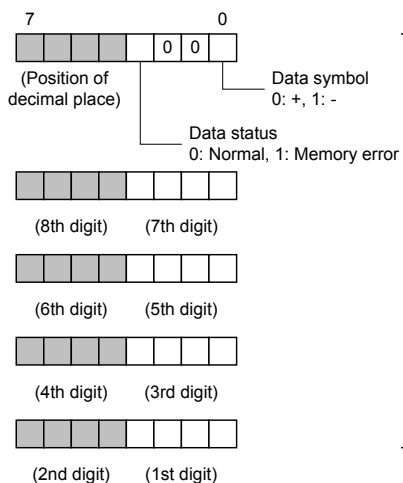 7 0
0 0
(Position of
decimal place)
Data symbol
0: +, 1: -
Data status
0: Normal, 1: Memory error
(8th digit) (7th digit)
(6th digit) (5th digit)
(4th digit) (3rd digit)
(2nd digit) (1st digit)